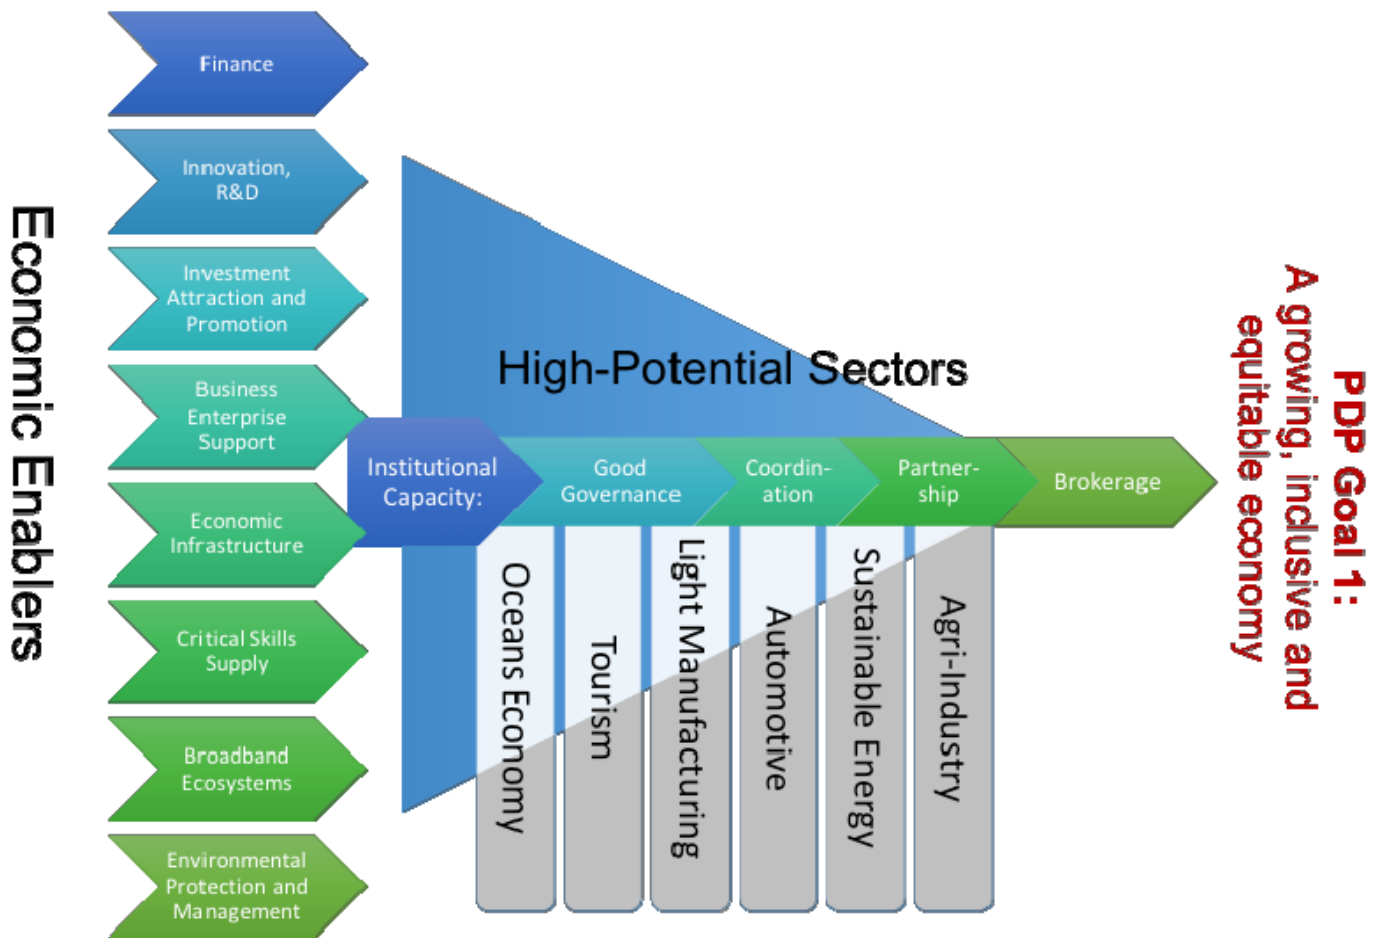 Economic Enablers
Finance
Innovation,
R&D
Investment
Attraction and
Promotion
Business
Enterprise
Support
Economic
Infrastructure
Critical Skills
Supply
Broadband
Ecosystems
Environmental
Protection and
Management
High-Potential Sectors
Institutional
Capacity:
Good
Governance
Coordin-
ation
Partner-
ship
Brokerage
Oceans Economy
Tourism
Light Manufacturing
Automotive
Sustainable Energy
Agri-Industry
PDP Goal 1:
A growing, inclusive and
equitable economy